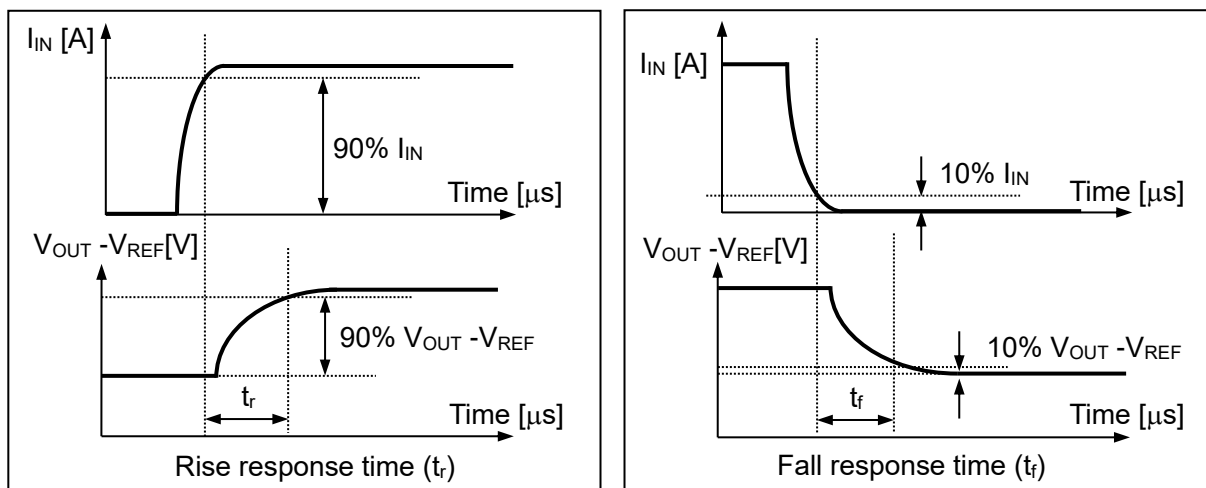 I_IN [A]
90% I_IN
Time [μs]
V_OUT -V_REF[V]
90% V_OUT -V_REF
t_r
Time [μs]
Rise response time (t_r)
I_IN [A]
10% I_IN
Time [μs]
V_OUT -V_REF[V]
10% V_OUT -V_REF
t_f
Time [μs]
Fall response time (t_f)